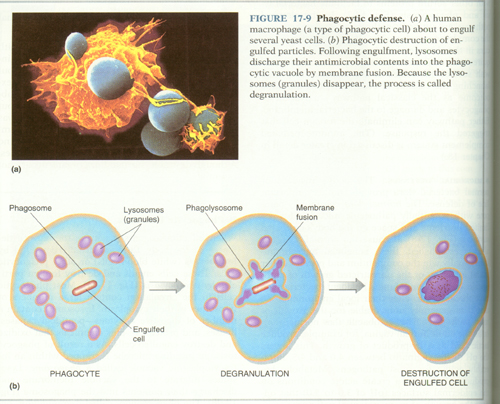 FIGURE 17-9 Phagocytic defense. (a) A human
macrophage (a type of phagocytic cell) about to engulf
several yeast cells. (b) Phagocytic destruction of en-
gulfed particles. Following engulfment, lysosomes
discharge their antimicrobial contents into the phago-
cytic vacuole by membrane fusion. Because the lyso-
somes (granules) disappear, the process is called
degranulation.
(a)
Phagosome
Lysosomes
(granules)
Phagolysosome
Membrane
fusion
Engulfed
cell
PHAGOCYTE
DEGRANULATION
DESTRUCTION OF
ENGULFED CELL
(b)